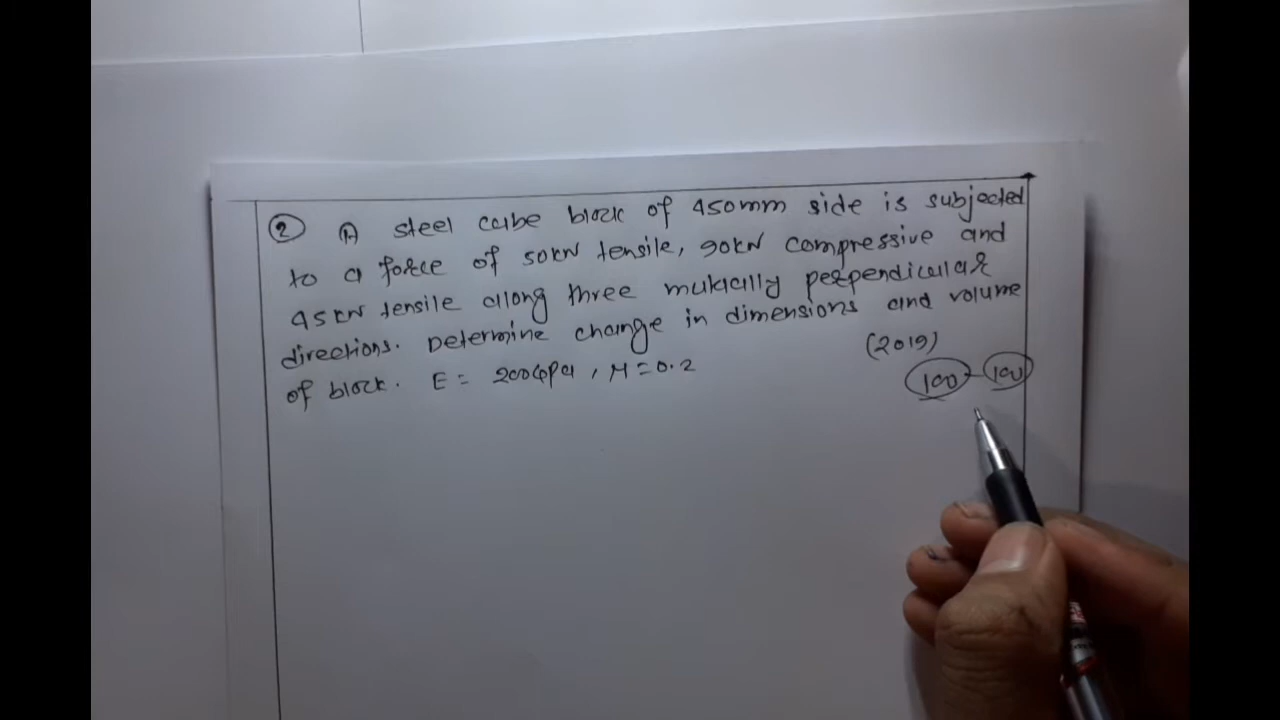 ② A steel cube block of 450mm side is subjected
to a force of 50kN tensile, 90kN compressive and
45kN tensile along three mutually perpendicular
directions. Determine change in dimensions and volume
of block. E = 200Gpa, μ = 0.2
(2019)
100 - 100